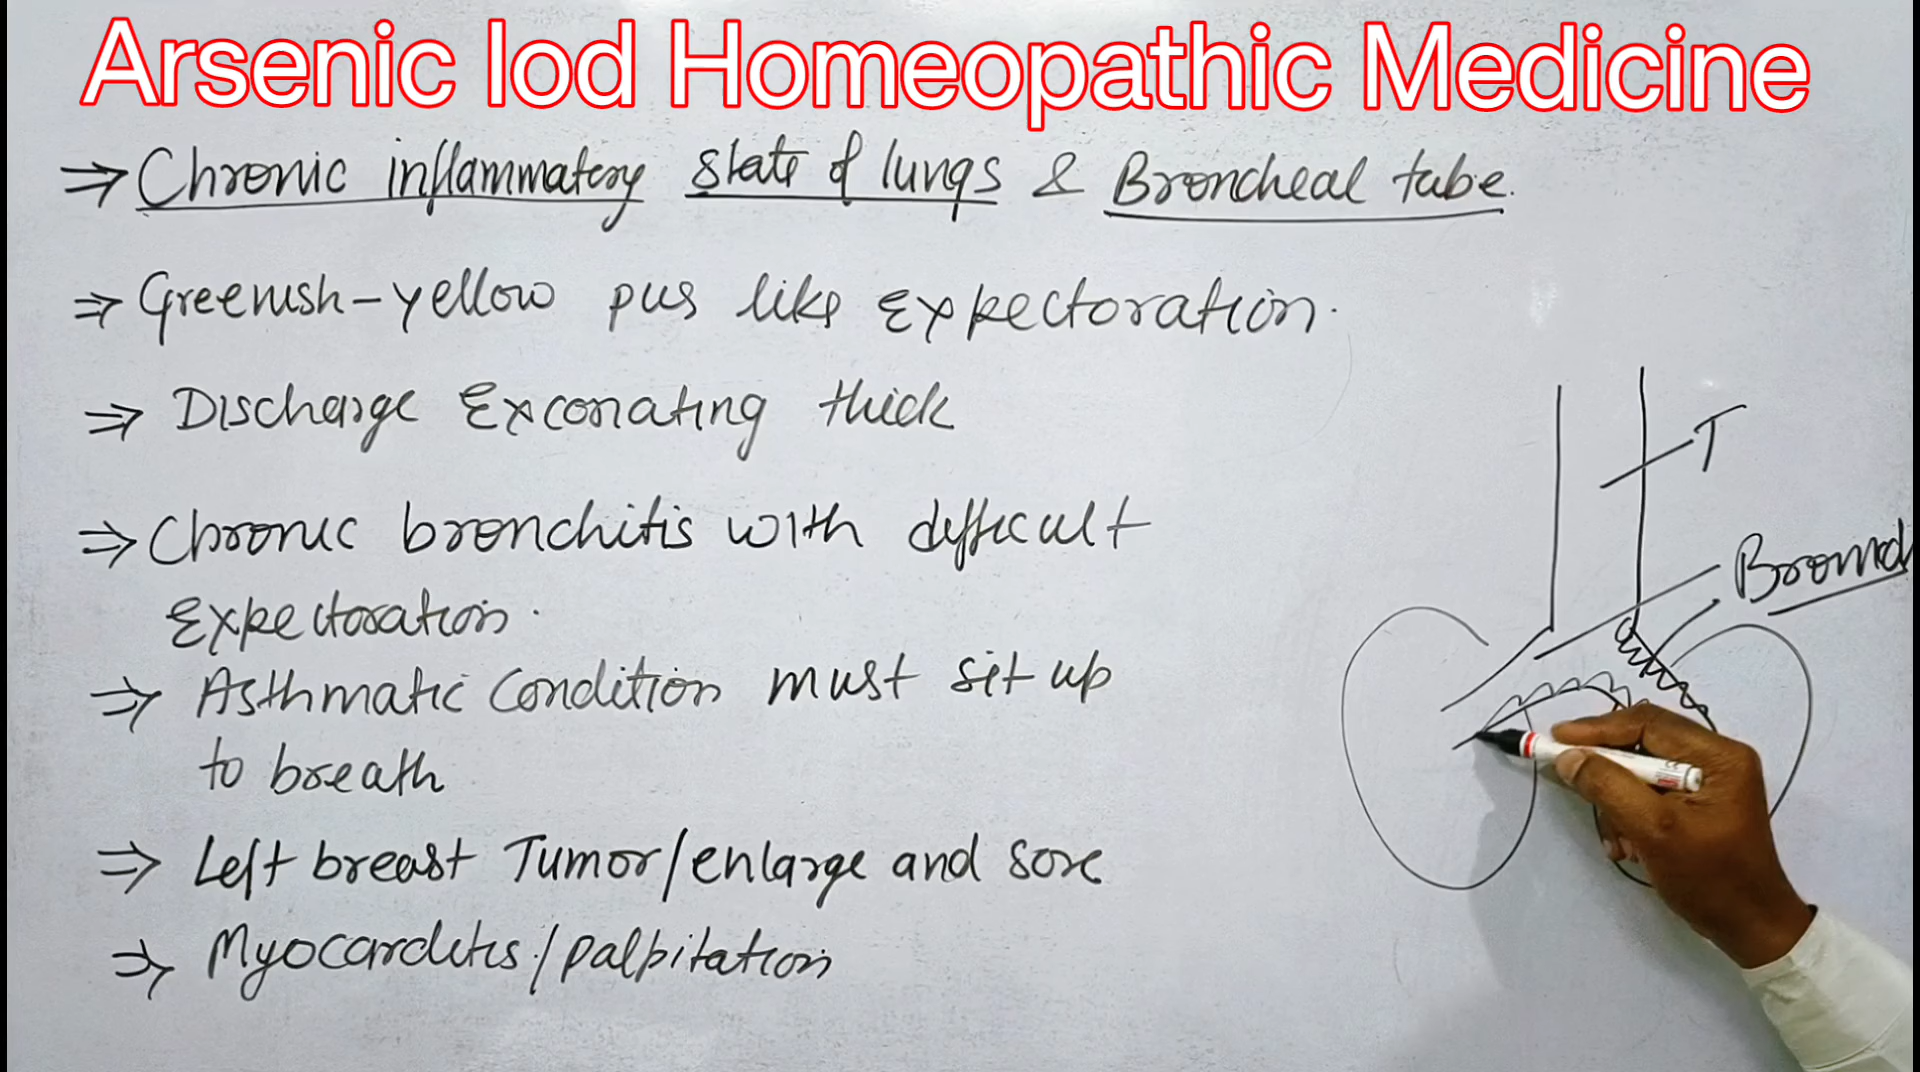 Arsenic Iod Homeopathic Medicine
⇒ Chronic inflammatory state of lungs & Broncheal tube.
⇒ Greenish-yellow pus like Expectoration.
⇒ Discharge Excoriating thick
⇒ Chronic bronchitis with difficult
Expectoration.
⇒ Asthmatic condition must sit up
to breath
⇒ Left breast Tumor/enlarge and sore
⇒ Myocarditis/palpitation
T